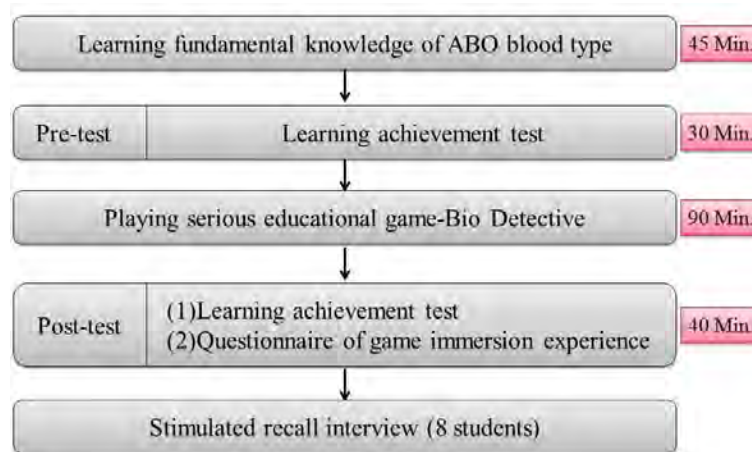 Learning fundamental knowledge of ABO blood type
45 Min.
Pre-test
Learning achievement test
30 Min.
Playing serious educational game-Bio Detective
90 Min.
Post-test
(1)Learning achievement test
(2)Questionnaire of game immersion experience
40 Min.
Stimulated recall interview (8 students)